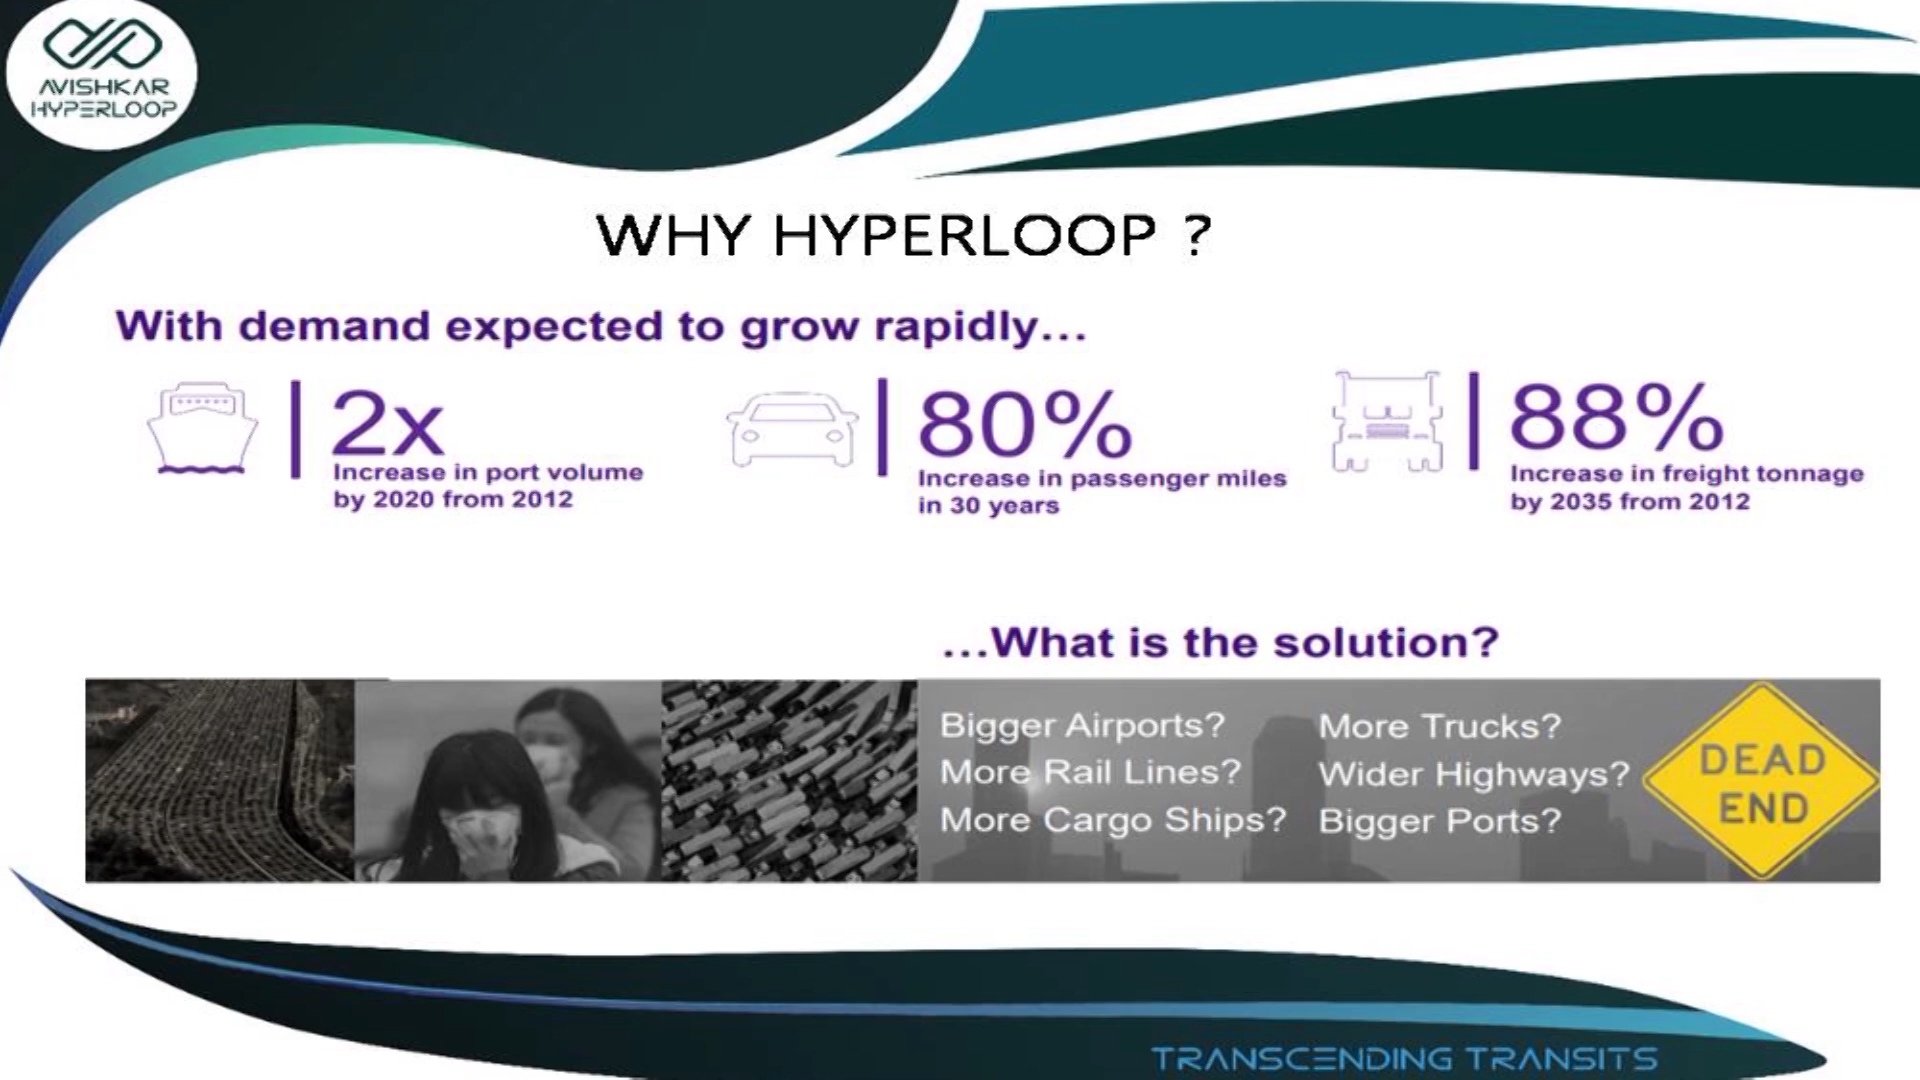 AVISHKAR
HYPERLOOP
WHY HYPERLOOP ?
With demand expected to grow rapidly...
2x
Increase in port volume
by 2020 from 2012
80%
Increase in passenger miles
in 30 years
88%
Increase in freight tonnage
by 2035 from 2012
...What is the solution?
Bigger Airports?
More Rail Lines?
More Cargo Ships?
More Trucks?
Wider Highways?
Bigger Ports?
DEAD
END
TRANSCENDING TRANSITS